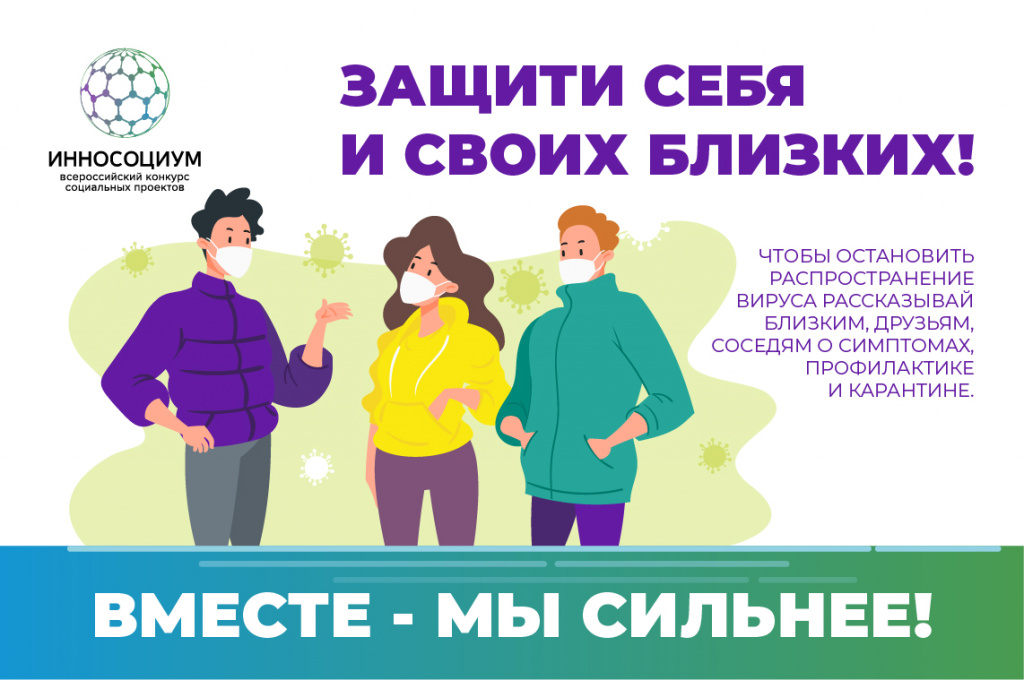 ИННОСОЦИУМ
всероссийский конкурс
социальных проектов
ЗАЩИТИ СЕБЯ
И СВОИХ БЛИЗКИХ!
ЧТОБЫ ОСТАНОВИТЬ
РАСПРОСТРАНЕНИЕ
ВИРУСА РАССКАЗЫВАЙ
БЛИЗКИМ, ДРУЗЬЯМ,
СОСЕДЯМ О СИМПТОМАХ,
ПРОФИЛАКТИКЕ
И КАРАНТИНЕ.
ВМЕСТЕ - МЫ СИЛЬНЕЕ!